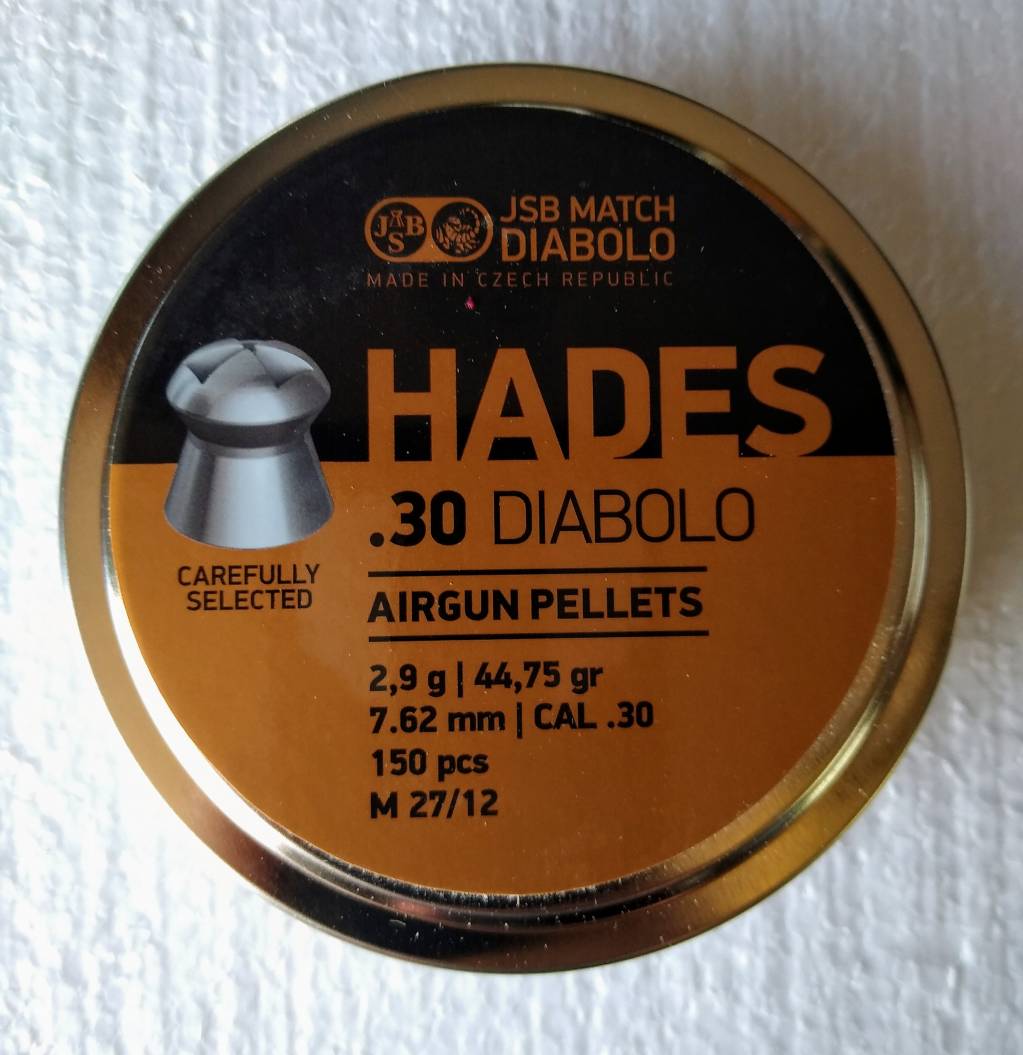 JSB
JSB MATCH
DIABOLO
MADE IN CZECH REPUBLIC
HADES
.30 DIABOLO
CAREFULLY
SELECTED
AIRGUN PELLETS
2,9 g | 44,75 gr
7.62 mm | CAL .30
150 pcs
M 27/12